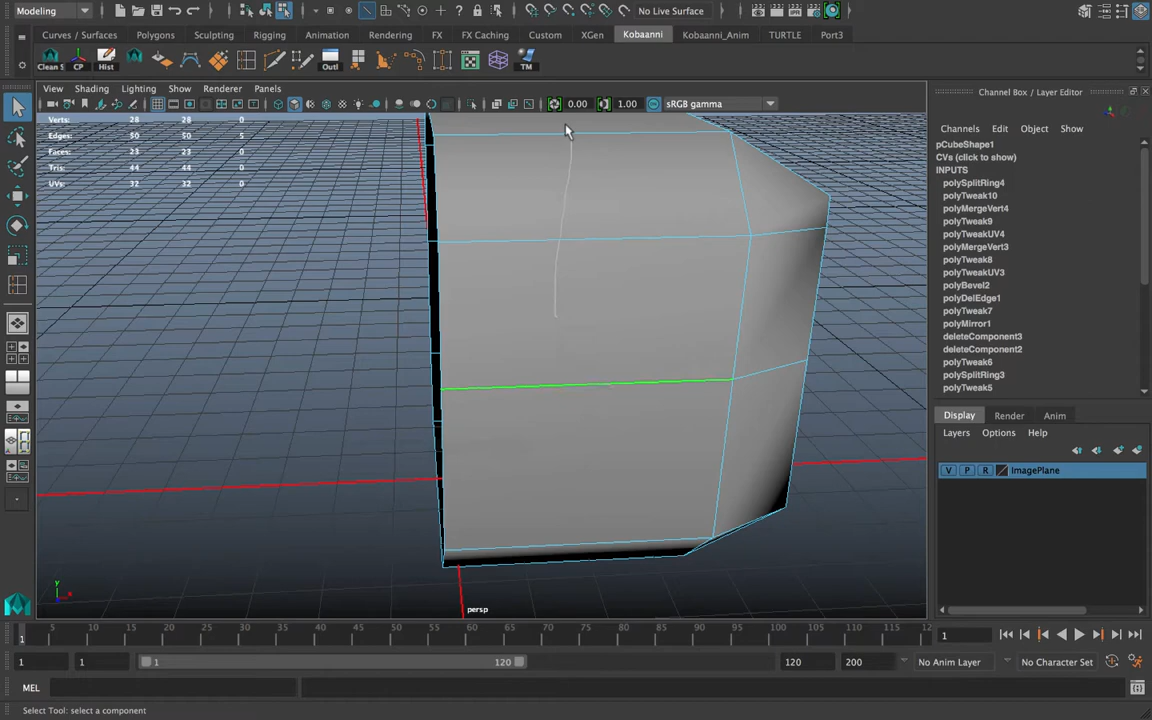 Modeling
No Live Surface
Curves / Surfaces Polygons Sculpting Rigging Animation Rendering FX FX Caching Custom XGen Kobaanni Kobaanni_Anim TURTLE Port3
Clean S CP Hist Outl TM
View Shading Lighting Show Renderer Panels
0.00 1.00 sRGB gamma
Verts: 28 28 0
Edges: 50 50 5
Faces: 23 23 0
Tris: 44 44 0
UVs: 32 32 0
y
x
persp
Channel Box / Layer Editor
Channels Edit Object Show
pCubeShape1
CVs (click to show)
INPUTS
polySplitRing4
polyTweak10
polyMergeVert4
polyTweak9
polyTweakUV4
polyMergeVert3
polyTweak8
polyTweakUV3
polyBevel2
polyDelEdge1
polyTweak7
polyMirror1
deleteComponent3
deleteComponent2
polyTweak6
polySplitRing3
polyTweak5
Display Render Anim
Layers Options Help
V P R ImagePlane
1 5 10 15 20 25 30 35 40 45 50 55 60 65 70 75 80 85 90 95 100 105 110 115 12
1
1 1 1 120 120 200 No Anim Layer No Character Set
MEL
Select Tool: select a component